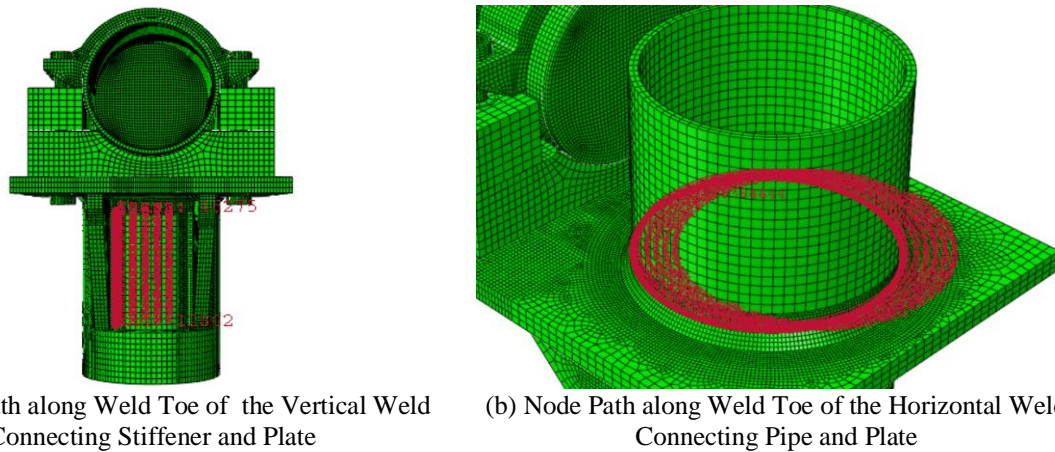 th along Weld Toe of the Vertical Weld
Connecting Stiffener and Plate
(b) Node Path along Weld Toe of the Horizontal Weld
Connecting Pipe and Plate